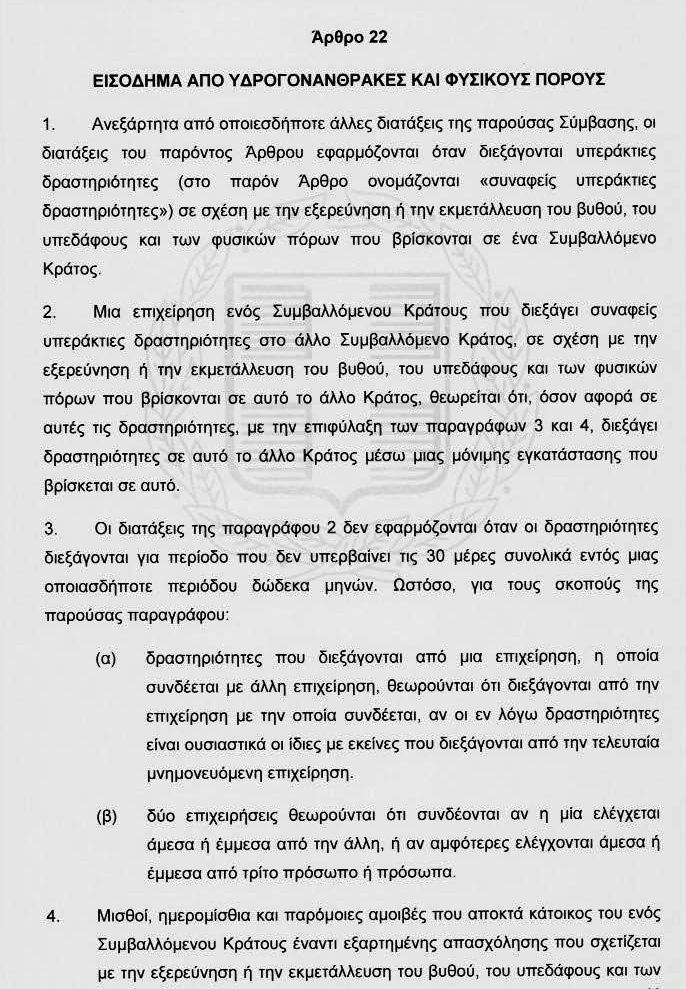 Άρθρο 22
ΕΙΣΟΔΗΜΑ ΑΠΟ ΥΔΡΟΓΟΝΑΝΘΡΑΚΕΣ ΚΑΙ ΦΥΣΙΚΟΥΣ ΠΟΡΟΥΣ
1. Ανεξάρτητα από οποιεσδήποτε άλλες διατάξεις της παρούσας Σύμβασης, οι
διατάξεις του παρόντος Άρθρου εφαρμόζονται όταν διεξάγονται υπεράκτιες
δραστηριότητες (στο παρόν Άρθρο ονομάζονται «συναφείς υπεράκτιες
δραστηριότητες») σε σχέση με την εξερεύνηση ή την εκμετάλλευση του βυθού, του
υπεδάφους και των φυσικών πόρων που βρίσκονται σε ένα Συμβαλλόμενο
Κράτος.
2. Μια επιχείρηση ενός Συμβαλλόμενου Κράτους που διεξάγει συναφείς
υπεράκτιες δραστηριότητες στο άλλο Συμβαλλόμενο Κράτος, σε σχέση με την
εξερεύνηση ή την εκμετάλλευση του βυθού, του υπεδάφους και των φυσικών
πόρων που βρίσκονται σε αυτό το άλλο Κράτος, θεωρείται ότι, όσον αφορά σε
αυτές τις δραστηριότητες, με την επιφύλαξη των παραγράφων 3 και 4, διεξάγει
δραστηριότητες σε αυτό το άλλο Κράτος μέσω μιας μόνιμης εγκατάστασης που
βρίσκεται σε αυτό.
3. Οι διατάξεις της παραγράφου 2 δεν εφαρμόζονται όταν οι δραστηριότητες
διεξάγονται για περίοδο που δεν υπερβαίνει τις 30 μέρες συνολικά εντός μιας
οποιασδήποτε περιόδου δώδεκα μηνών. Ωστόσο, για τους σκοπούς της
παρούσας παραγράφου:
(α) δραστηριότητες που διεξάγονται από μια επιχείρηση, η οποία
συνδέεται με άλλη επιχείρηση, θεωρούνται ότι διεξάγονται από την
επιχείρηση με την οποία συνδέεται, αν οι εν λόγω δραστηριότητες
είναι ουσιαστικά οι ίδιες με εκείνες που διεξάγονται από την τελευταία
μνημονευόμενη επιχείρηση.
(β) δύο επιχειρήσεις θεωρούνται ότι συνδέονται αν η μία ελέγχεται
άμεσα ή έμμεσα από την άλλη, ή αν αμφότερες ελέγχονται άμεσα ή
έμμεσα από τρίτο πρόσωπο ή πρόσωπα.
4. Μισθοί, ημερομίσθια και παρόμοιες αμοιβές που αποκτά κάτοικος του ενός
Συμβαλλόμενου Κράτους έναντι εξαρτημένης απασχόλησης που σχετίζεται
με την εξερεύνηση ή την εκμετάλλευση του βυθού, του υπεδάφους και των